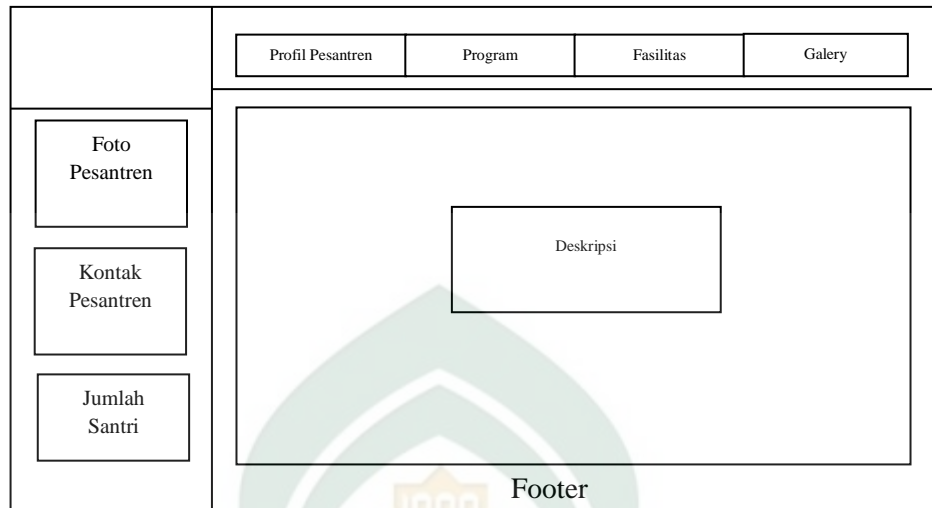 Profil Pesantren
Program
Fasilitas
Galery
Foto
Pesantren
Kontak
Pesantren
Jumlah
Santri
Deskripsi
Footer